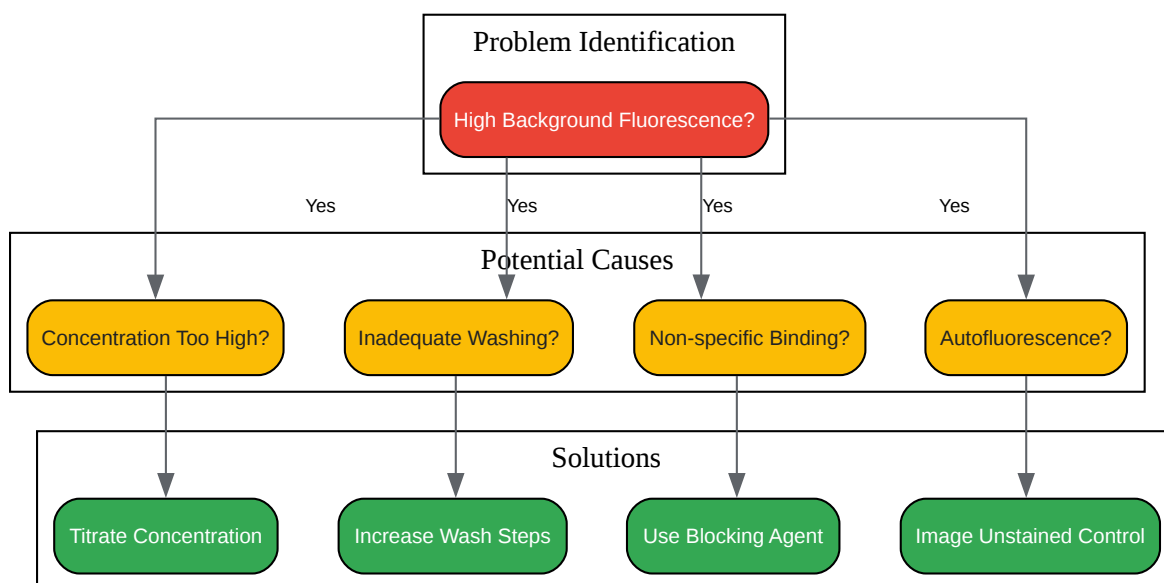 Problem Identification
High Background Fluorescence?
Yes
Yes
Yes
Yes
Potential Causes
Concentration Too High?
Inadequate Washing?
Non-specific Binding?
Autofluorescence?
Solutions
Titrate Concentration
Increase Wash Steps
Use Blocking Agent
Image Unstained Control